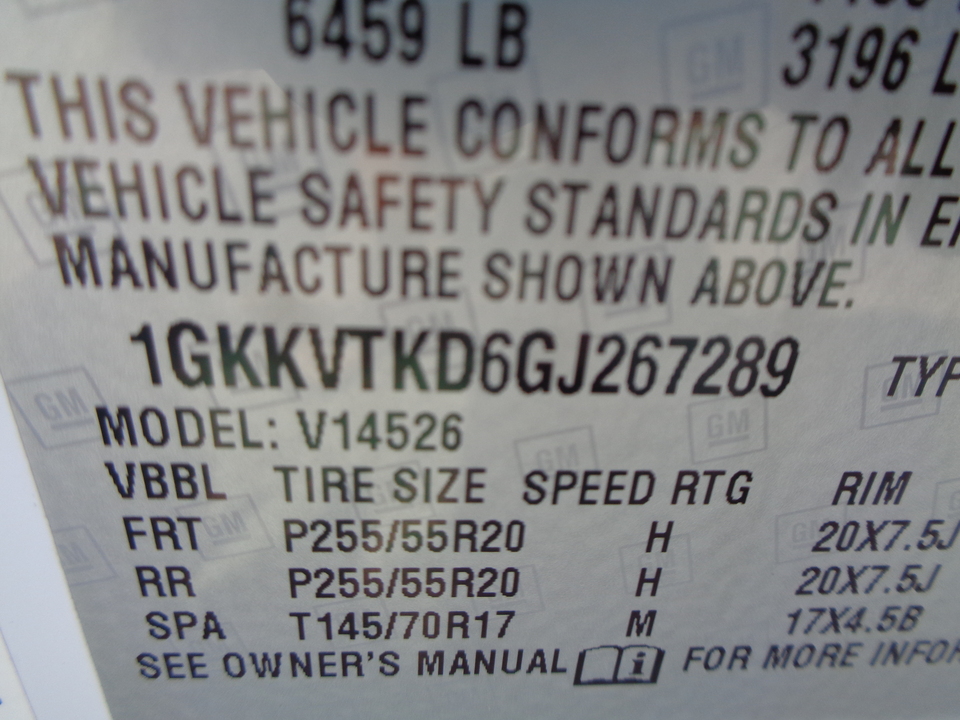 6459 LB
3196 L
THIS VEHICLE CONFORMS TO ALL
VEHICLE SAFETY STANDARDS IN E
MANUFACTURE SHOWN ABOVE.
1GKKVTKD6GJ267289 TYP
MODEL: V14526
VBBL TIRE SIZE SPEED RTG RIM
FRT P255/55R20 H 20X7.5J
RR P255/55R20 H 20X7.5J
SPA T145/70R17 M 17X4.5B
SEE OWNER'S MANUAL i FOR MORE INFOR